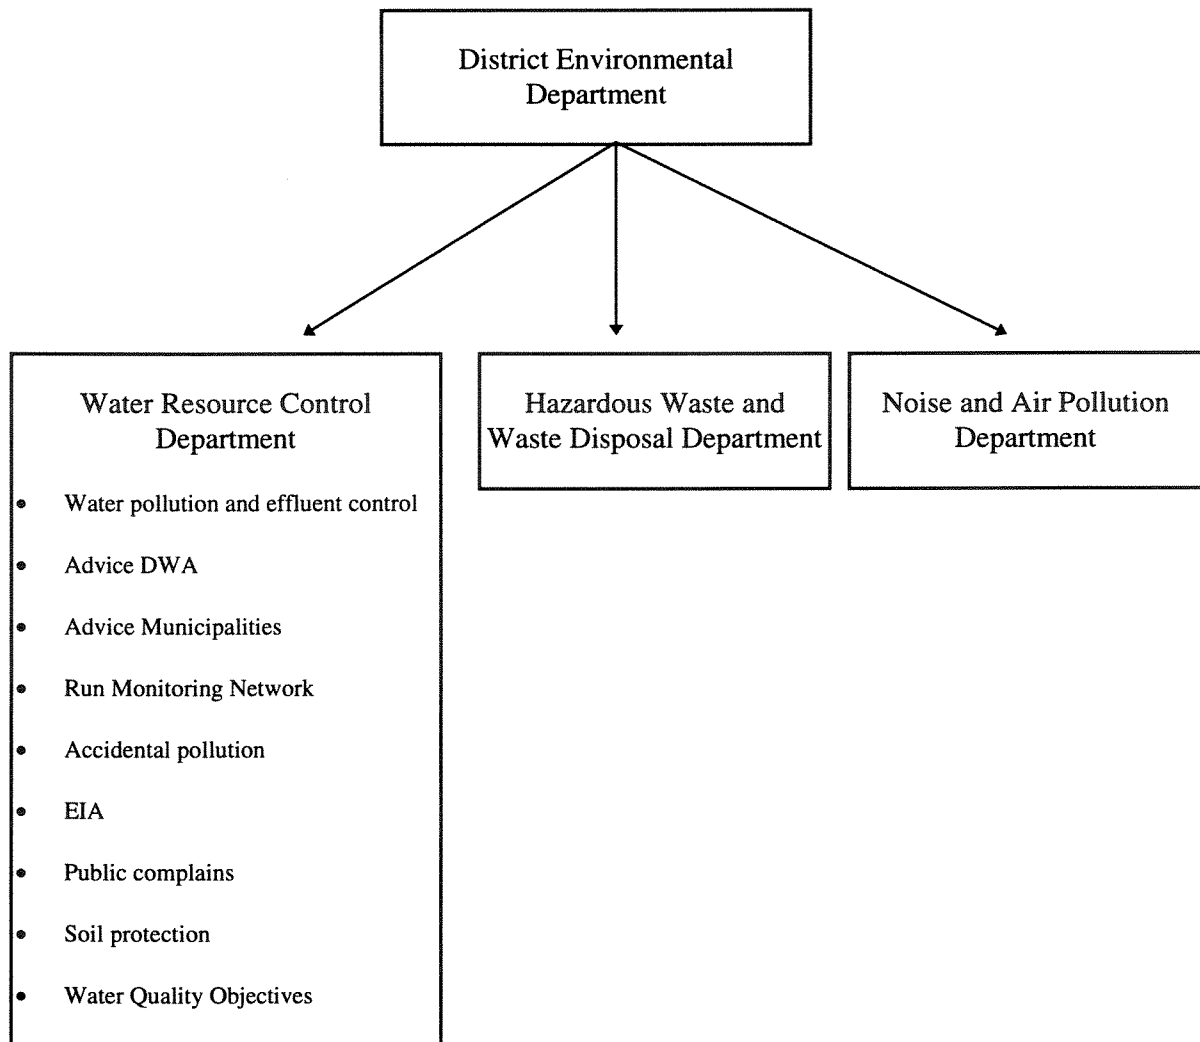 District Environmental
Department
Water Resource Control
Department
• Water pollution and effluent control
• Advice DWA
• Advice Municipalities
• Run Monitoring Network
• Accidental pollution
• EIA
• Public complains
• Soil protection
• Water Quality Objectives
Hazardous Waste and
Waste Disposal Department
Noise and Air Pollution
Department